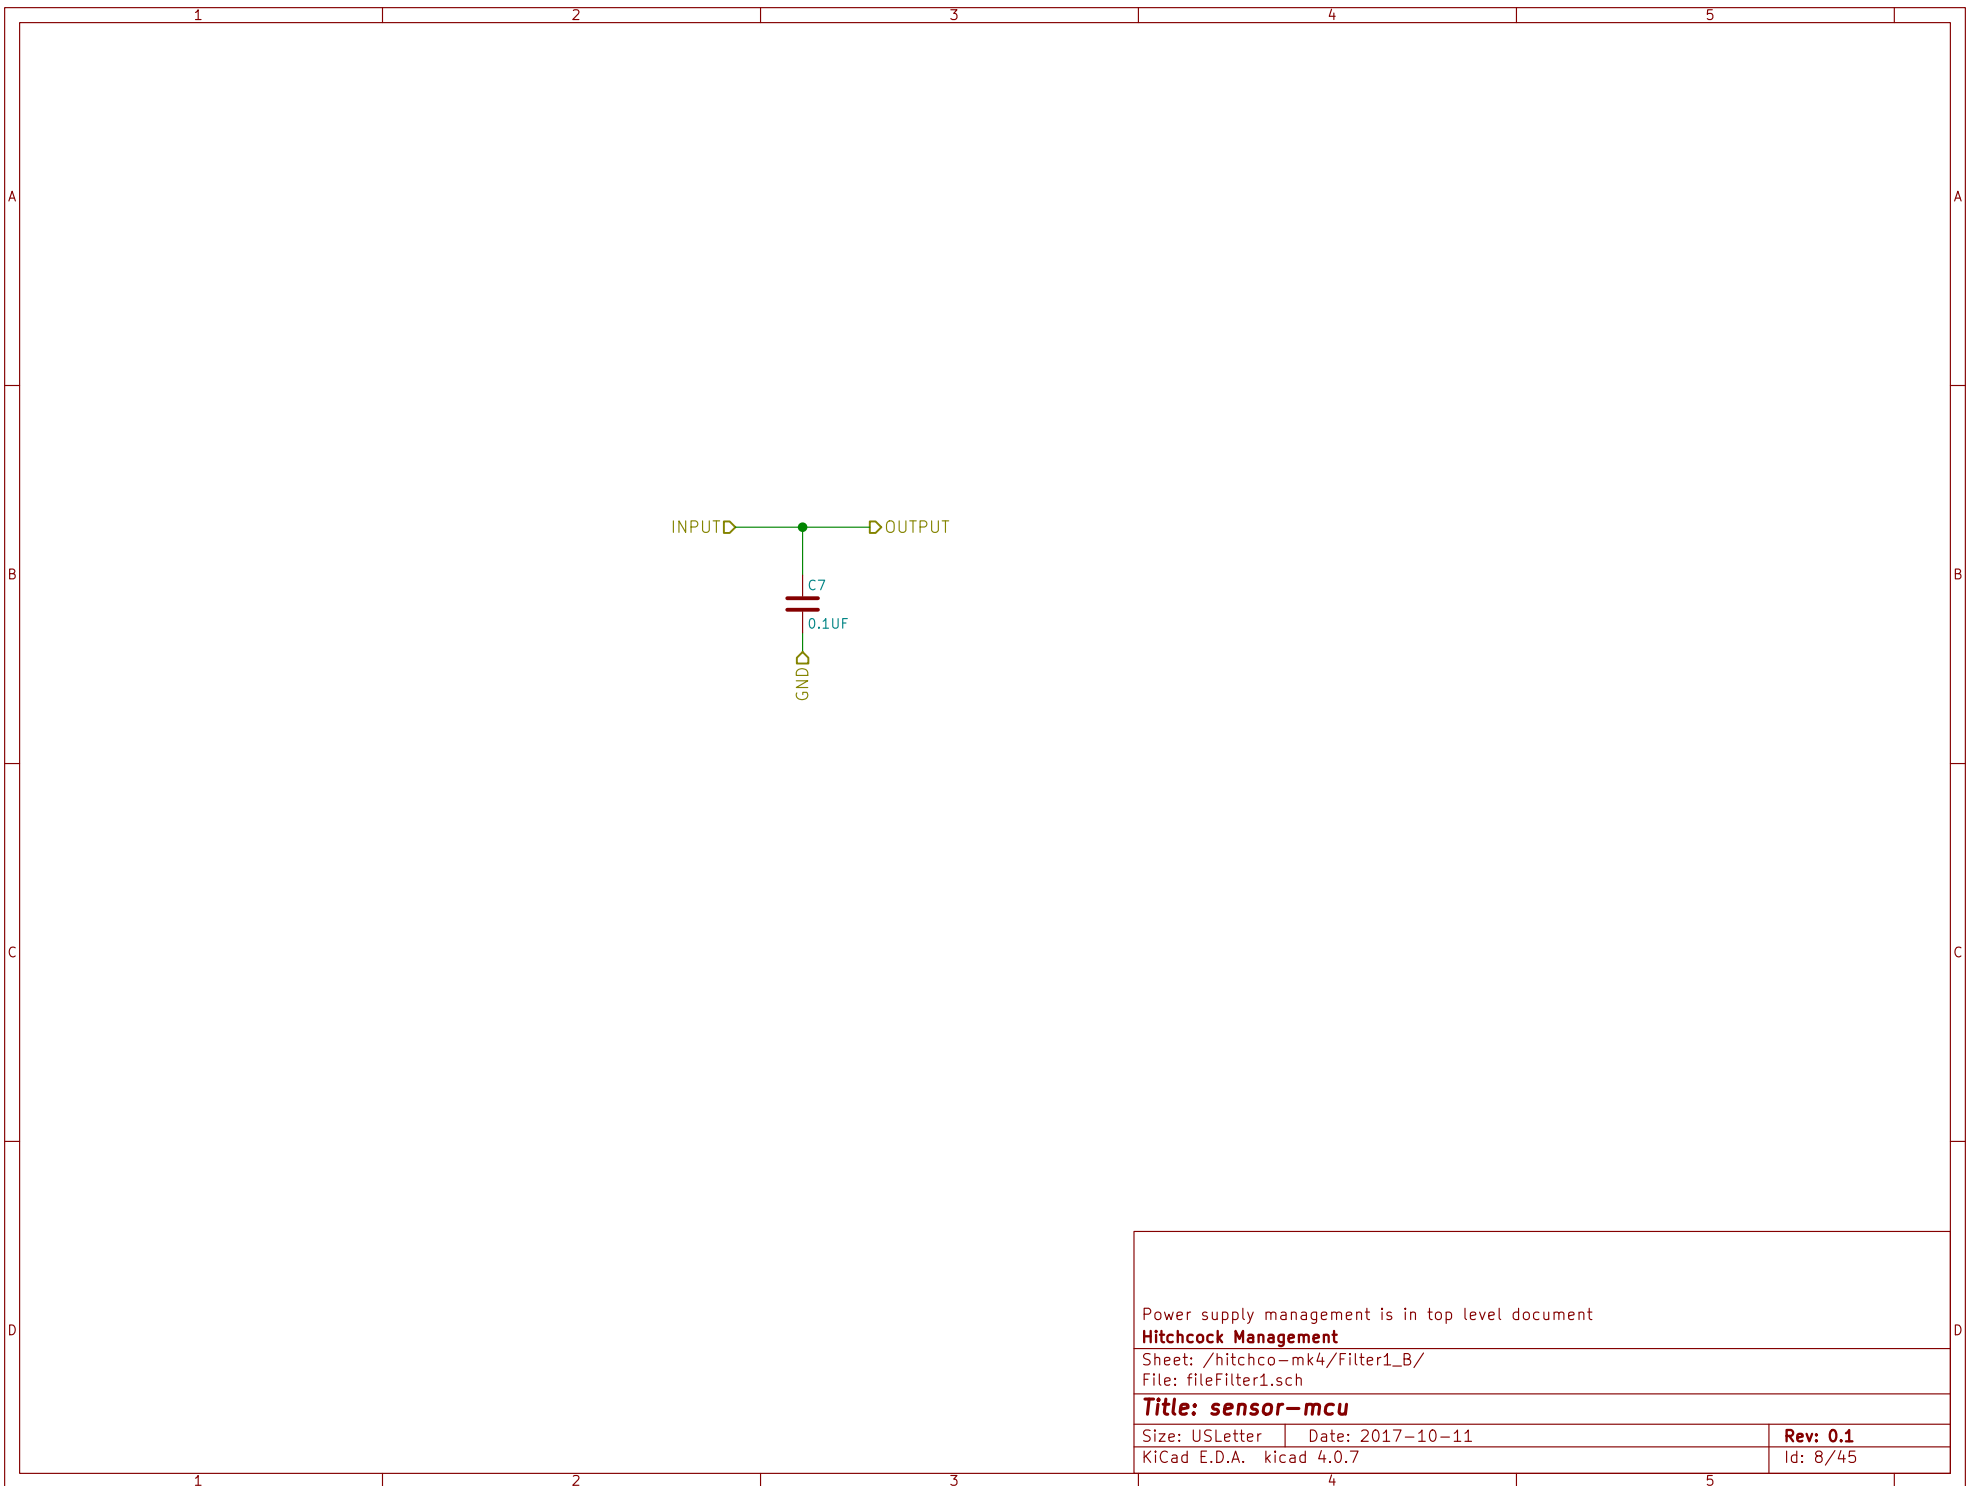 1 2 3 4 5
A A
INPUT OUTPUT
B B
C7
0.1UF
GND
C C
Power supply management is in top level document
D D
Hitchcock Management
Sheet: /hitchco-mk4/Filter1_B/
File: fileFilter1.sch
Title: sensor-mcu
Size: USLetter Date: 2017-10-11 Rev: 0.1
KiCad E.D.A. kicad 4.0.7 Id: 8/45
1 2 3 4 5